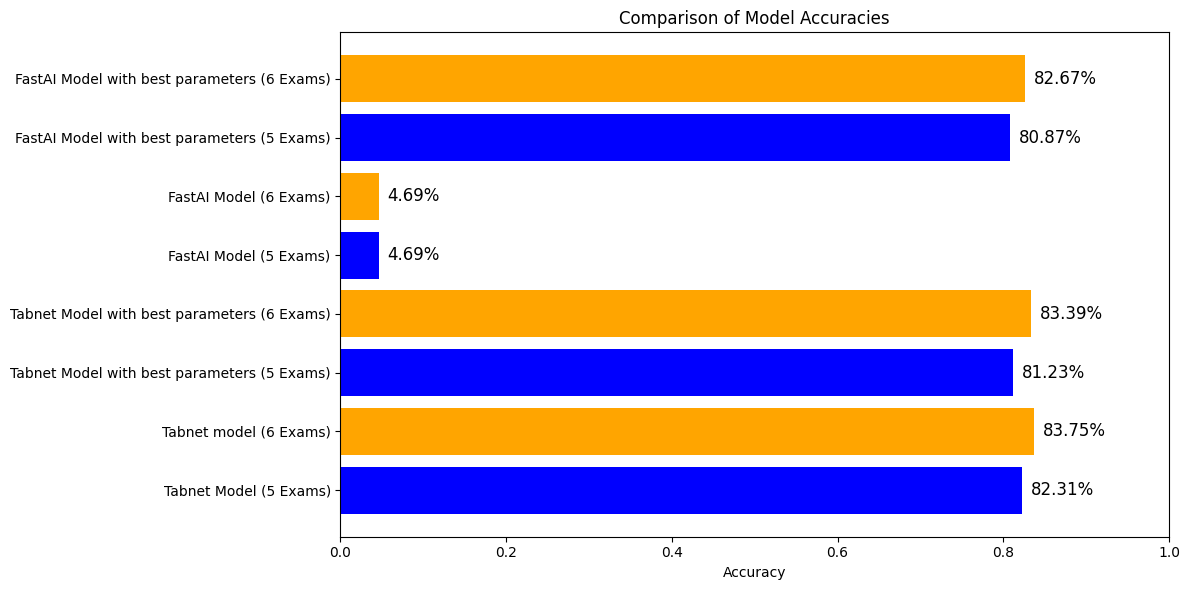 Comparison of Model Accuracies
FastAI Model with best parameters (6 Exams)
82.67%
FastAI Model with best parameters (5 Exams)
80.87%
FastAI Model (6 Exams)
4.69%
FastAI Model (5 Exams)
4.69%
Tabnet Model with best parameters (6 Exams)
83.39%
Tabnet Model with best parameters (5 Exams)
81.23%
Tabnet model (6 Exams)
83.75%
Tabnet Model (5 Exams)
82.31%
0.0 0.2 0.4 0.6 0.8 1.0
Accuracy